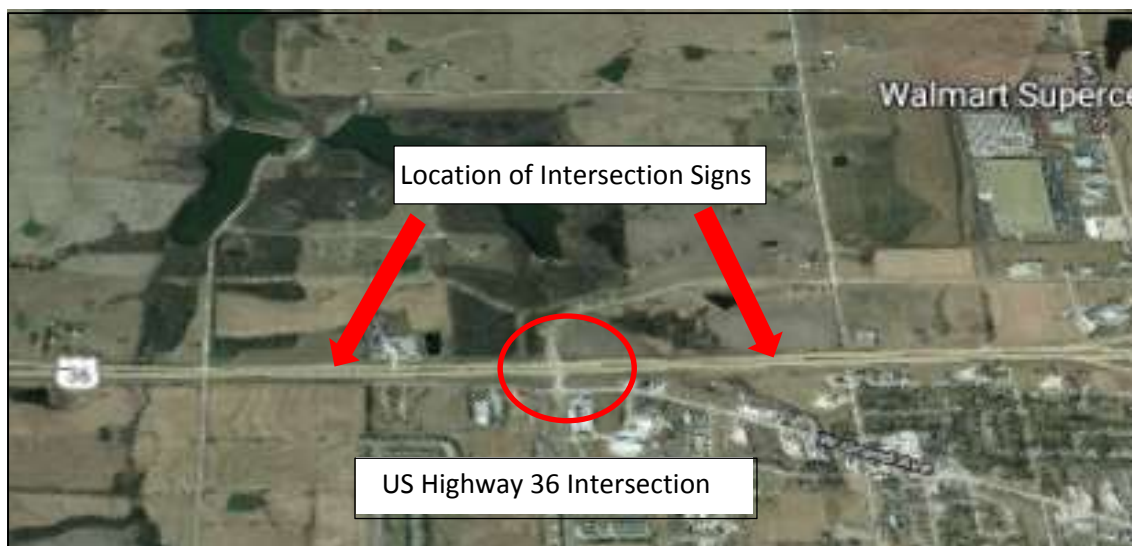 Walmart Superce
Location of Intersection Signs
36
US Highway 36 Intersection